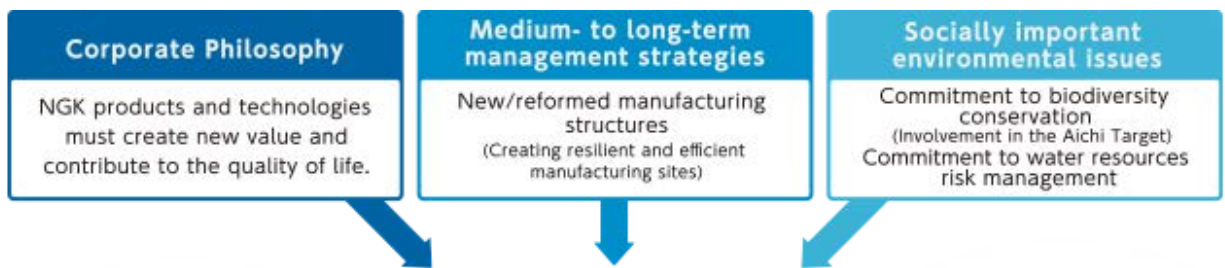 Corporate Philosophy
NGK products and technologies
must create new value and
contribute to the quality of life.
Medium- to long-term
management strategies
New/reformed manufacturing
structures
(Creating resilient and efficient
manufacturing sites)
Socially important
environmental issues
Commitment to biodiversity
conservation
(Involvement in the Aichi Target)
Commitment to water resources
risk management